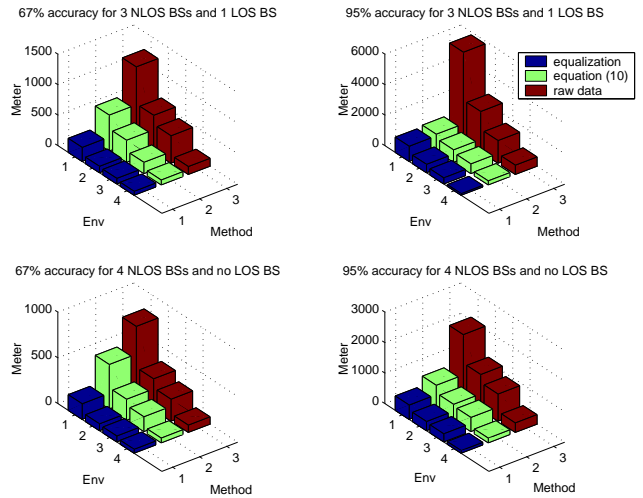 67% accuracy for 3 NLOS BSs and 1 LOS BS
1500
1000
500
0
Meter
1
2
3
4
Env
1
2
3
Method
95% accuracy for 3 NLOS BSs and 1 LOS BS
6000
4000
2000
0
Meter
1
2
3
4
Env
1
2
3
Method
equalization
equation (10)
raw data
67% accuracy for 4 NLOS BSs and no LOS BS
1000
500
0
Meter
1
2
3
4
Env
1
2
3
Method
95% accuracy for 4 NLOS BSs and no LOS BS
3000
2000
1000
0
Meter
1
2
3
4
Env
1
2
3
Method